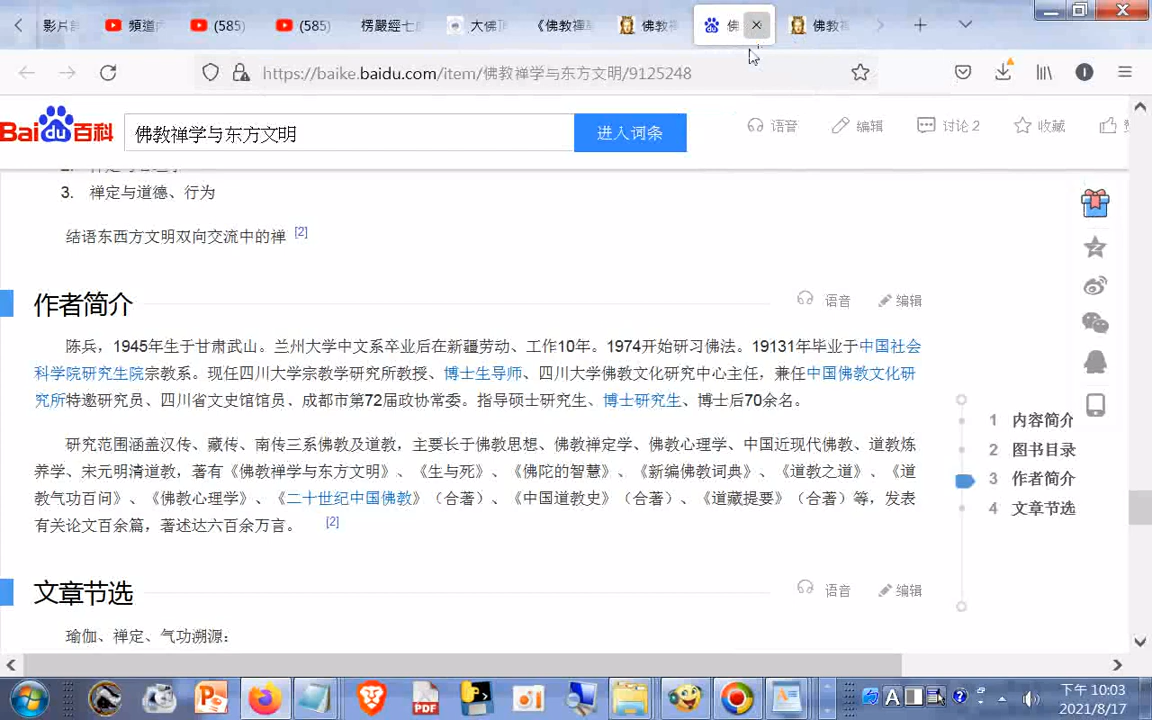 影片
頻道
(585)
(585)
楞嚴經七
大佛頂
《佛教禪
佛教禅
佛
佛教禅
https://baike.baidu.com/item/佛教禅学与东方文明/9125248
Bai du 百科
佛教禅学与东方文明
进入词条
语音
编辑
讨论2
收藏
3. 禅定与道德、行为
结语东西方文明双向交流中的禅 [2]
作者简介
语音
编辑
陈兵，1945年生于甘肃武山。兰州大学中文系卒业后在新疆劳动、工作10年。1974开始研习佛法。19131年毕业于中国社会
科学院研究生院宗教系。现任四川大学宗教学研究所教授、博士生导师、四川大学佛教文化研究中心主任，兼任中国佛教文化研
究所特邀研究员、四川省文史馆馆员、成都市第72届政协常委。指导硕士研究生、博士研究生、博士后70余名。
研究范围涵盖汉传、藏传、南传三系佛教及道教，主要长于佛教思想、佛教禅定学、佛教心理学、中国近现代佛教、道教炼
养学、宋元明清道教，著有《佛教禅学与东方文明》、《生与死》、《佛陀的智慧》、《新编佛教词典》、《道教之道》、《道
教气功百问》、《佛教心理学》、《二十世纪中国佛教》（合著）、《中国道教史》（合著）、《道藏提要》（合著）等，发表
有关论文百余篇，著述达六百余万言。 [2]
1 内容简介
2 图书目录
3 作者简介
4 文章节选
文章节选
语音
编辑
瑜伽、禅定、气功溯源：
PDF
A
下午 10:03
2021/8/17